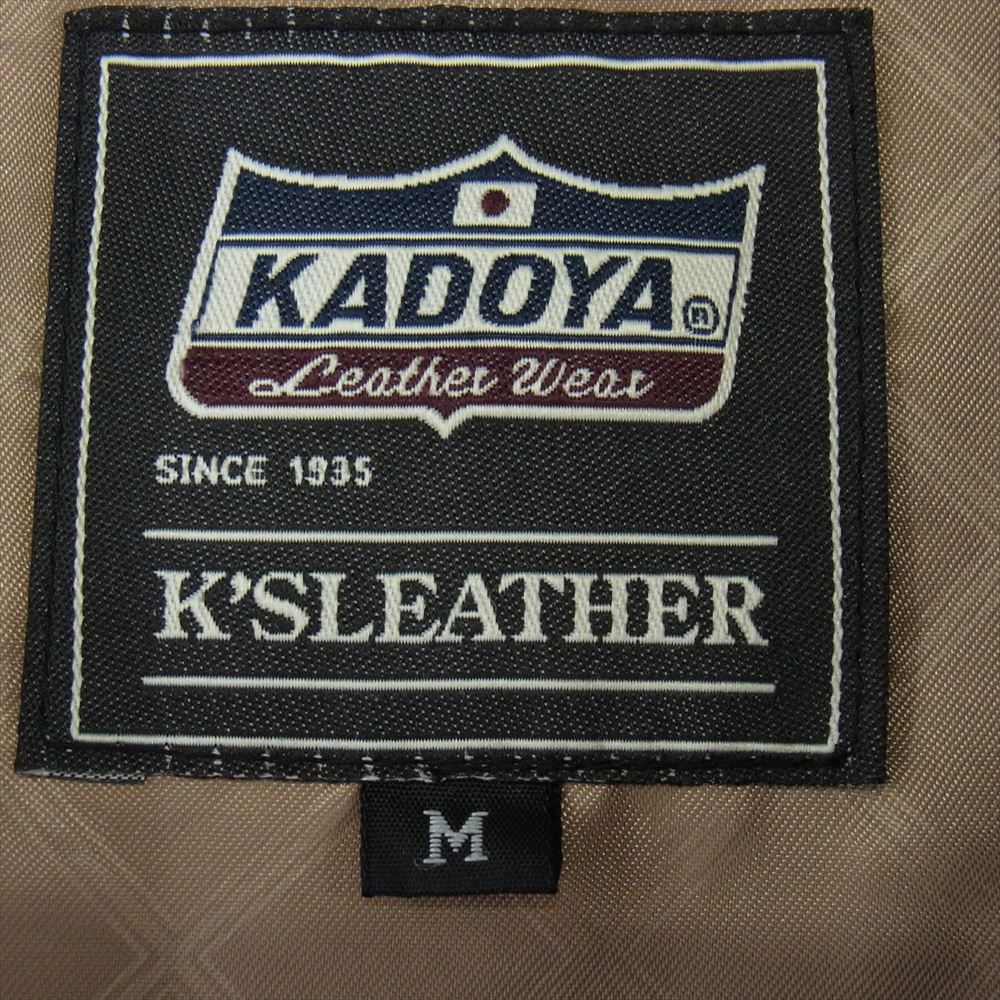 KADOYA ®
Leather Wear
SINCE 1935
K'SLEATHER
M